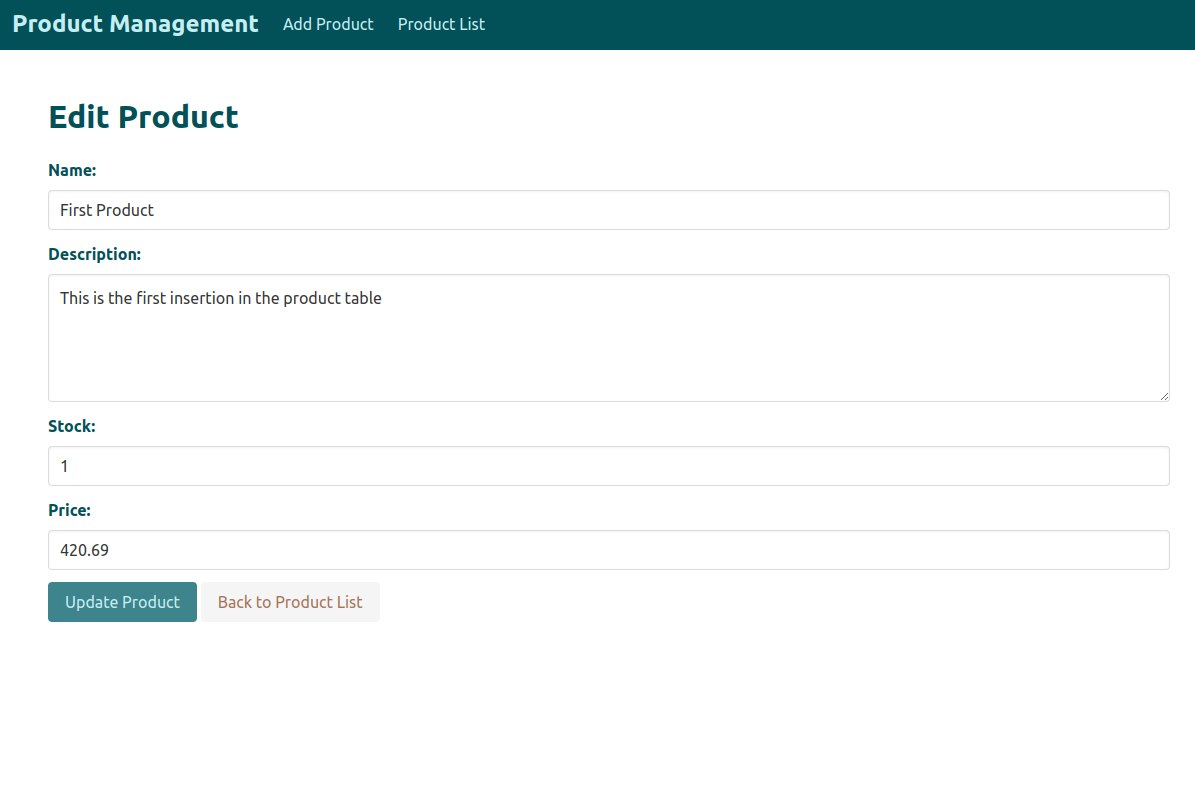 Product Management Add Product Product List
Edit Product
Name:
First Product
Description:
This is the first insertion in the product table
Stock:
1
Price:
420.69
Update Product Back to Product List